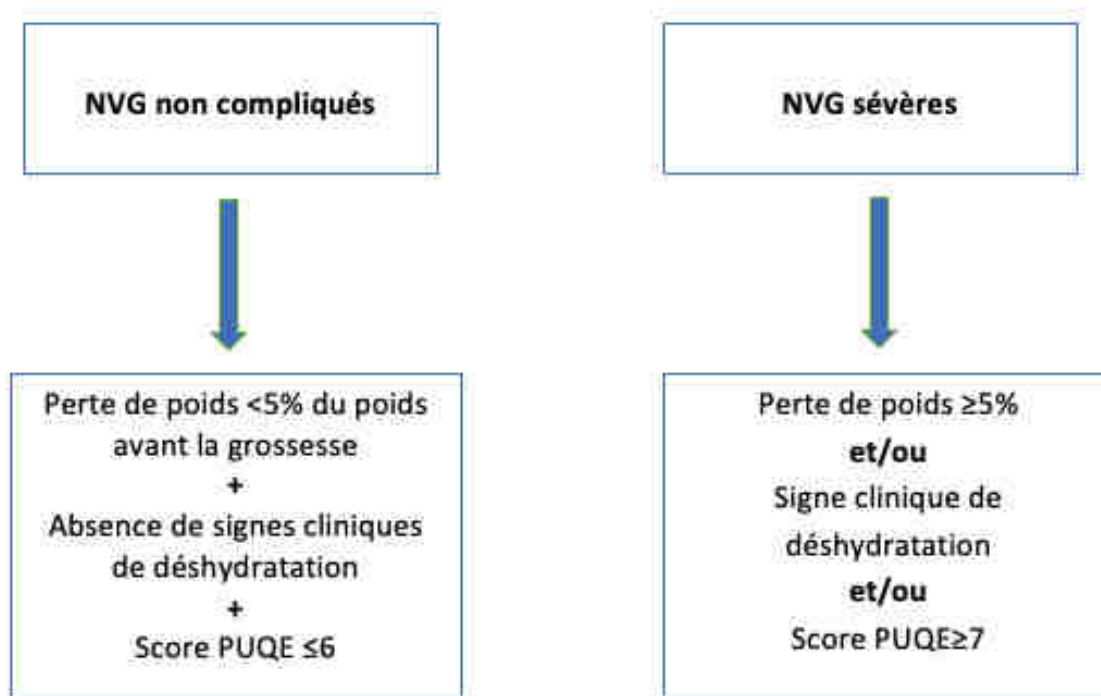 NVG non compliqués
NVG sévères
Perte de poids <5% du poids
avant la grossesse
+
Absence de signes cliniques
de déshydratation
+
Score PUQE ≤6
Perte de poids ≥5%
et/ou
Signe clinique de
déshydratation
et/ou
Score PUQE≥7